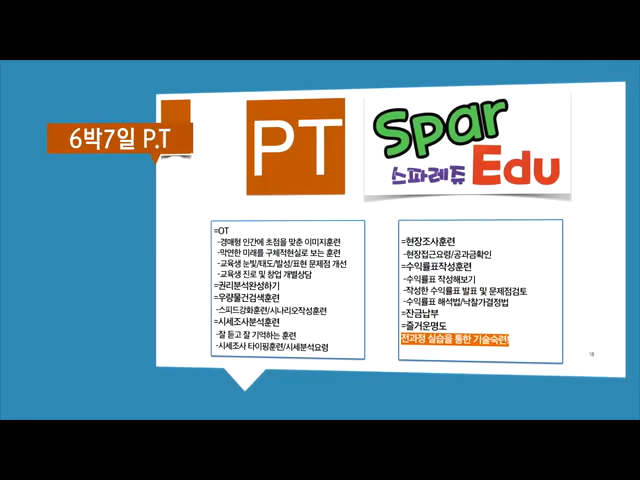 6박7일 P.T
PT
Spar
스파레쥬 Edu
=OT
-경매형 인간에 초점을 맞춘 이미지훈련
-막연한 미래를 구체적현실로 보는 훈련
-교육생 눈빛/태도/발성/표현 문제점 개선
-교육생 진로 및 창업 개별상담
=권리분석완성하기
=우량물건검색훈련
-스피드강화훈련/시나리오작성훈련
=시세조사분석훈련
-잘 듣고 잘 기억하는 훈련
-시세조사 타이핑훈련/시세분석요령
=현장조사훈련
-현장접근요령/공과금확인
=수익률표작성훈련
-수익률표 작성해보기
-작성한 수익률표 발표 및 문제점검토
-수익률표 해석법/낙찰가결정법
=잔금납부
=즐거운명도
전과정 실습을 통한 기술숙련!
18